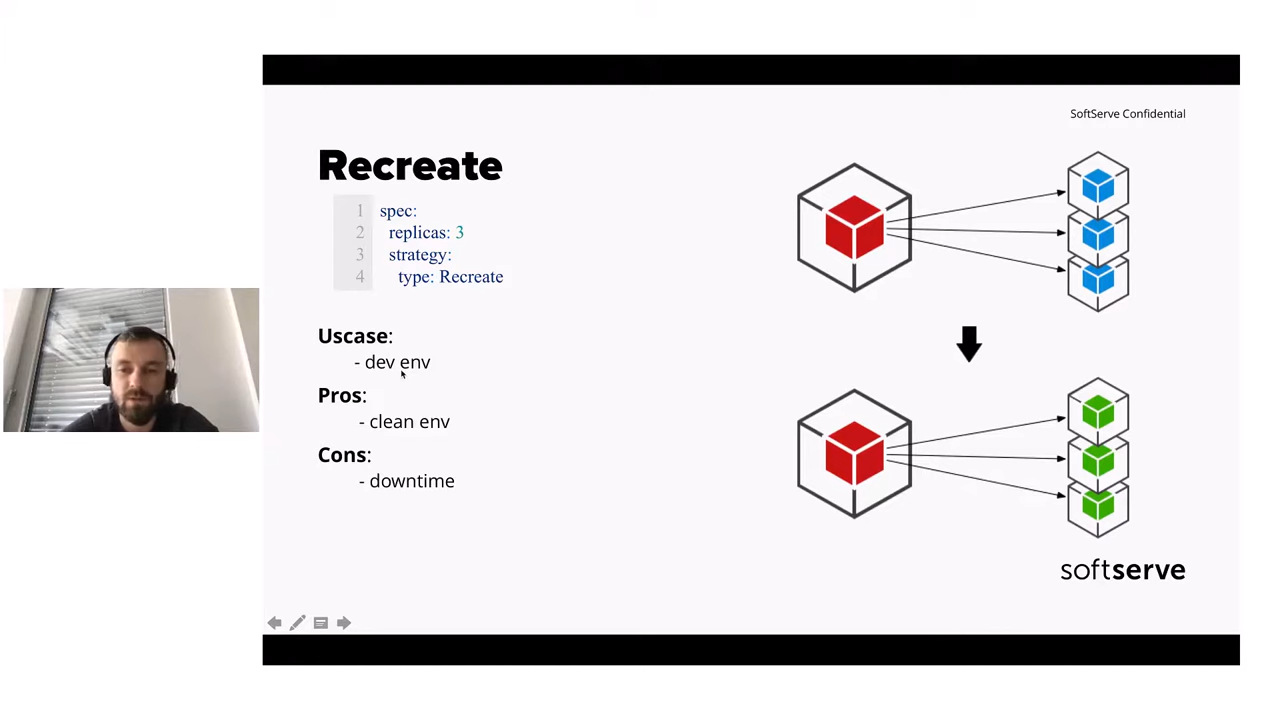 SoftServe Confidential
Recreate
1 spec:
2 replicas: 3
3 strategy:
4 type: Recreate
Uscase:
- dev env
Pros:
- clean env
Cons:
- downtime
softserve